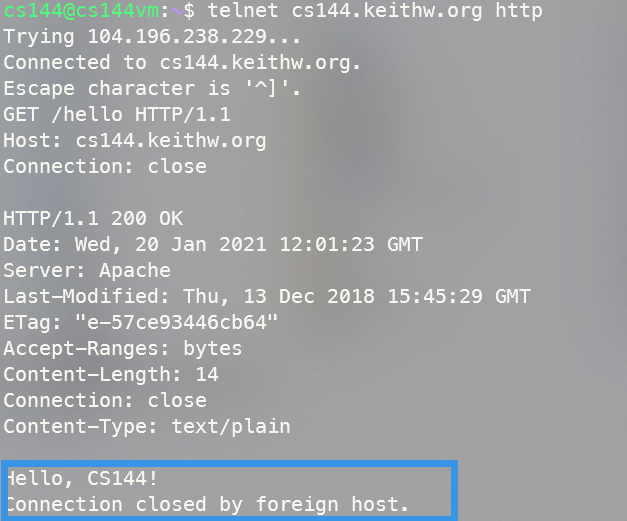 cs144@cs144vm:~$ telnet cs144.keithw.org http
Trying 104.196.238.229...
Connected to cs144.keithw.org.
Escape character is '^]'.
GET /hello HTTP/1.1
Host: cs144.keithw.org
Connection: close

HTTP/1.1 200 OK
Date: Wed, 20 Jan 2021 12:01:23 GMT
Server: Apache
Last-Modified: Thu, 13 Dec 2018 15:45:29 GMT
ETag: "e-57ce93446cb64"
Accept-Ranges: bytes
Content-Length: 14
Connection: close
Content-Type: text/plain

Hello, CS144!
Connection closed by foreign host.